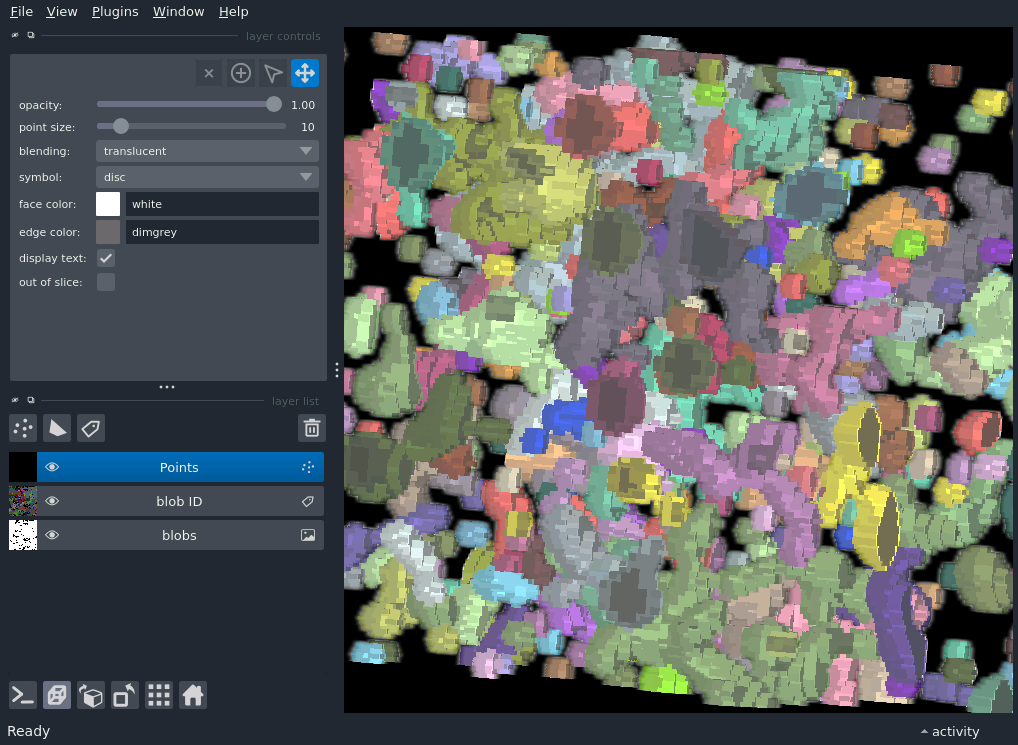 File View Plugins Window Help
layer controls
opacity: 1.00
point size: 10
blending: translucent
symbol: disc
face color: white
edge color: dimgrey
display text:
out of slice:
layer list
Points
blob ID
blobs
Ready
activity